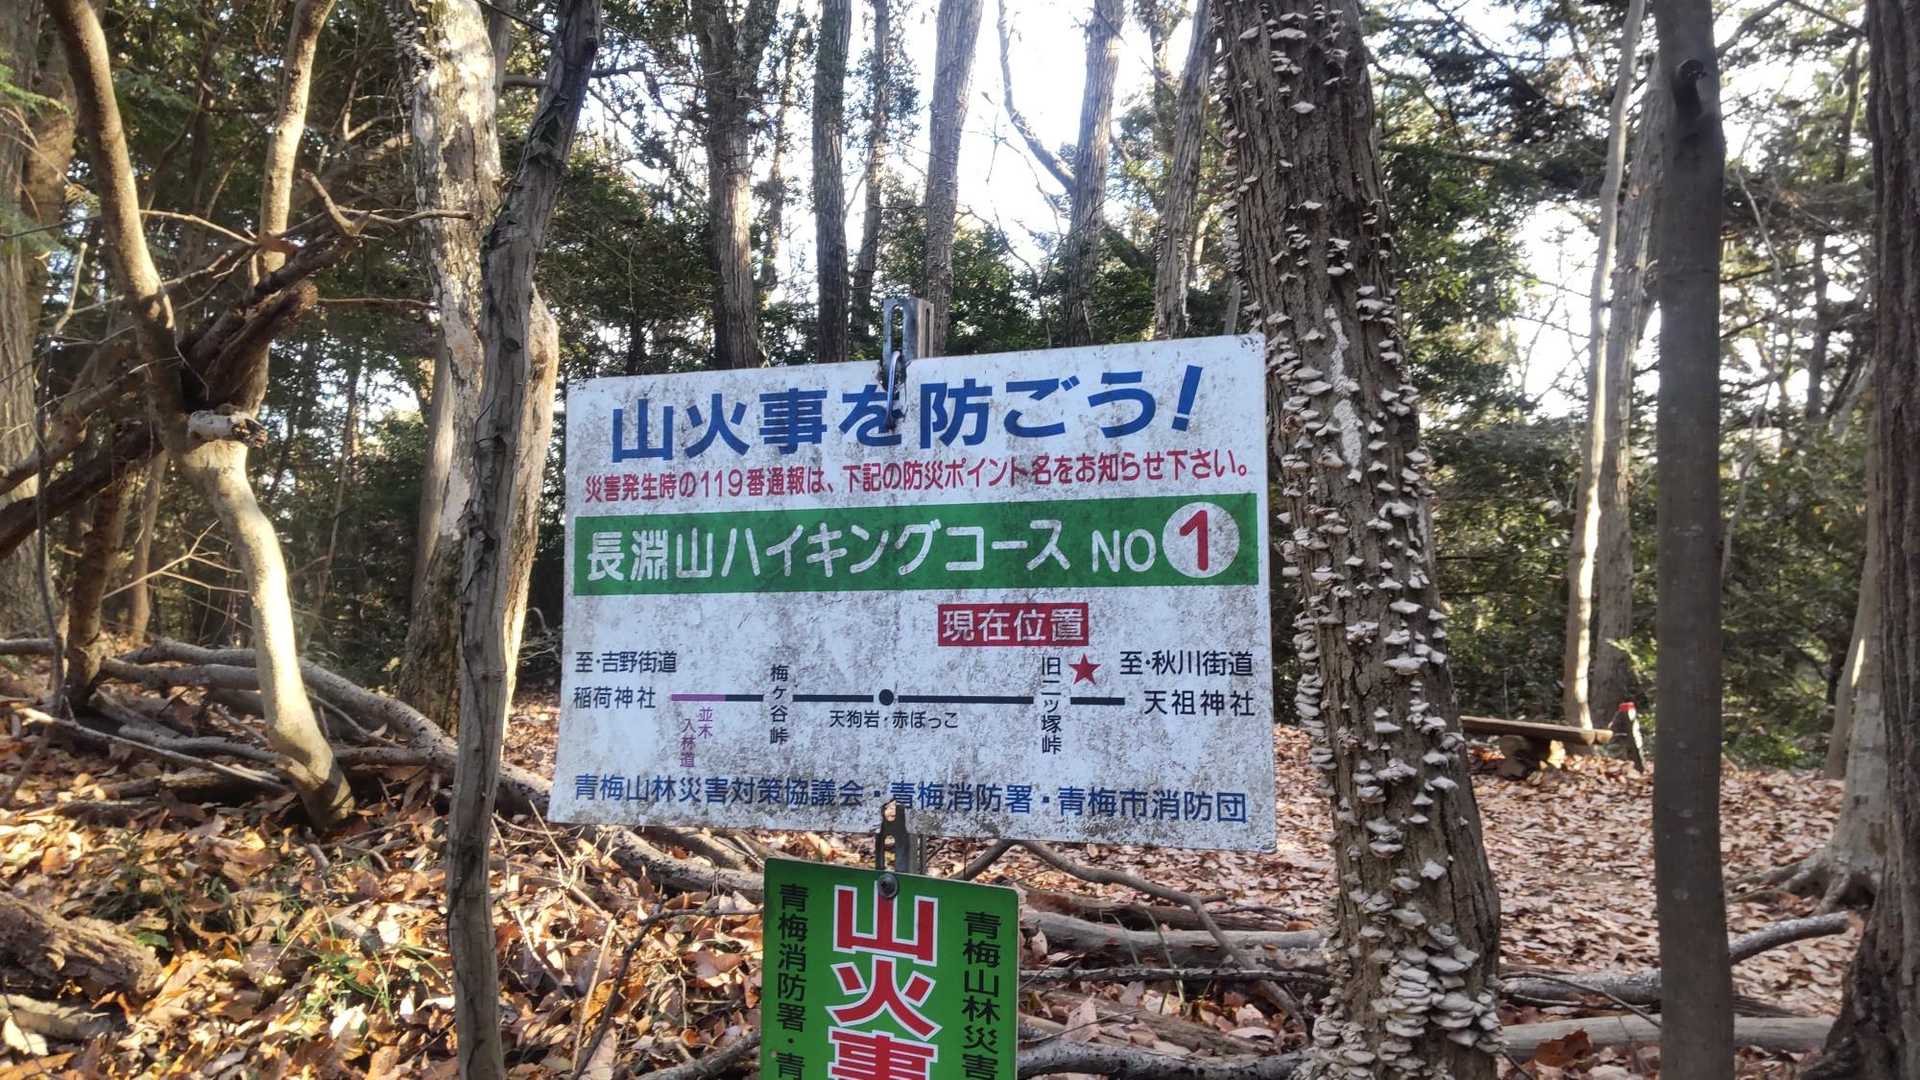 山火事を防ごう!
災害発生時の119番通報は、下記の防災ポイント名をお知らせ下さい。
長淵山ハイキングコース NO①
現在位置
至・吉野街道
稲荷神社
並木
入林道
梅ケ谷峠
天狗岩・赤ぼっこ
旧二ツ塚峠
★
至・秋川街道
天祖神社
青梅山林災害対策協議会・青梅消防署・青梅市消防団
青梅山林災害
山火事
青梅消防署・青